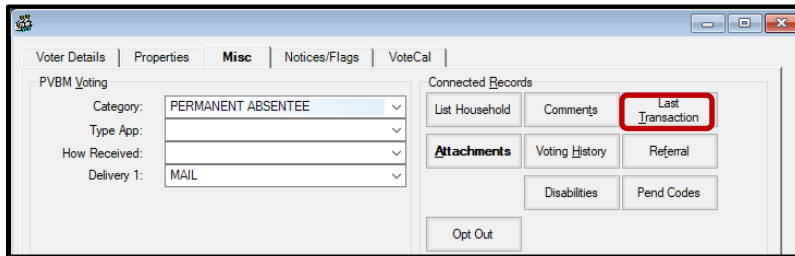 Voter Details Properties Misc Notices/Flags VoteCal
PVBM Voting
Category: PERMANENT ABSENTEE
Type App:
How Received:
Delivery 1: MAIL
Connected Records
List Household Comments Last Transaction
Attachments Voting History Referral
Disabilities Pend Codes
Opt Out